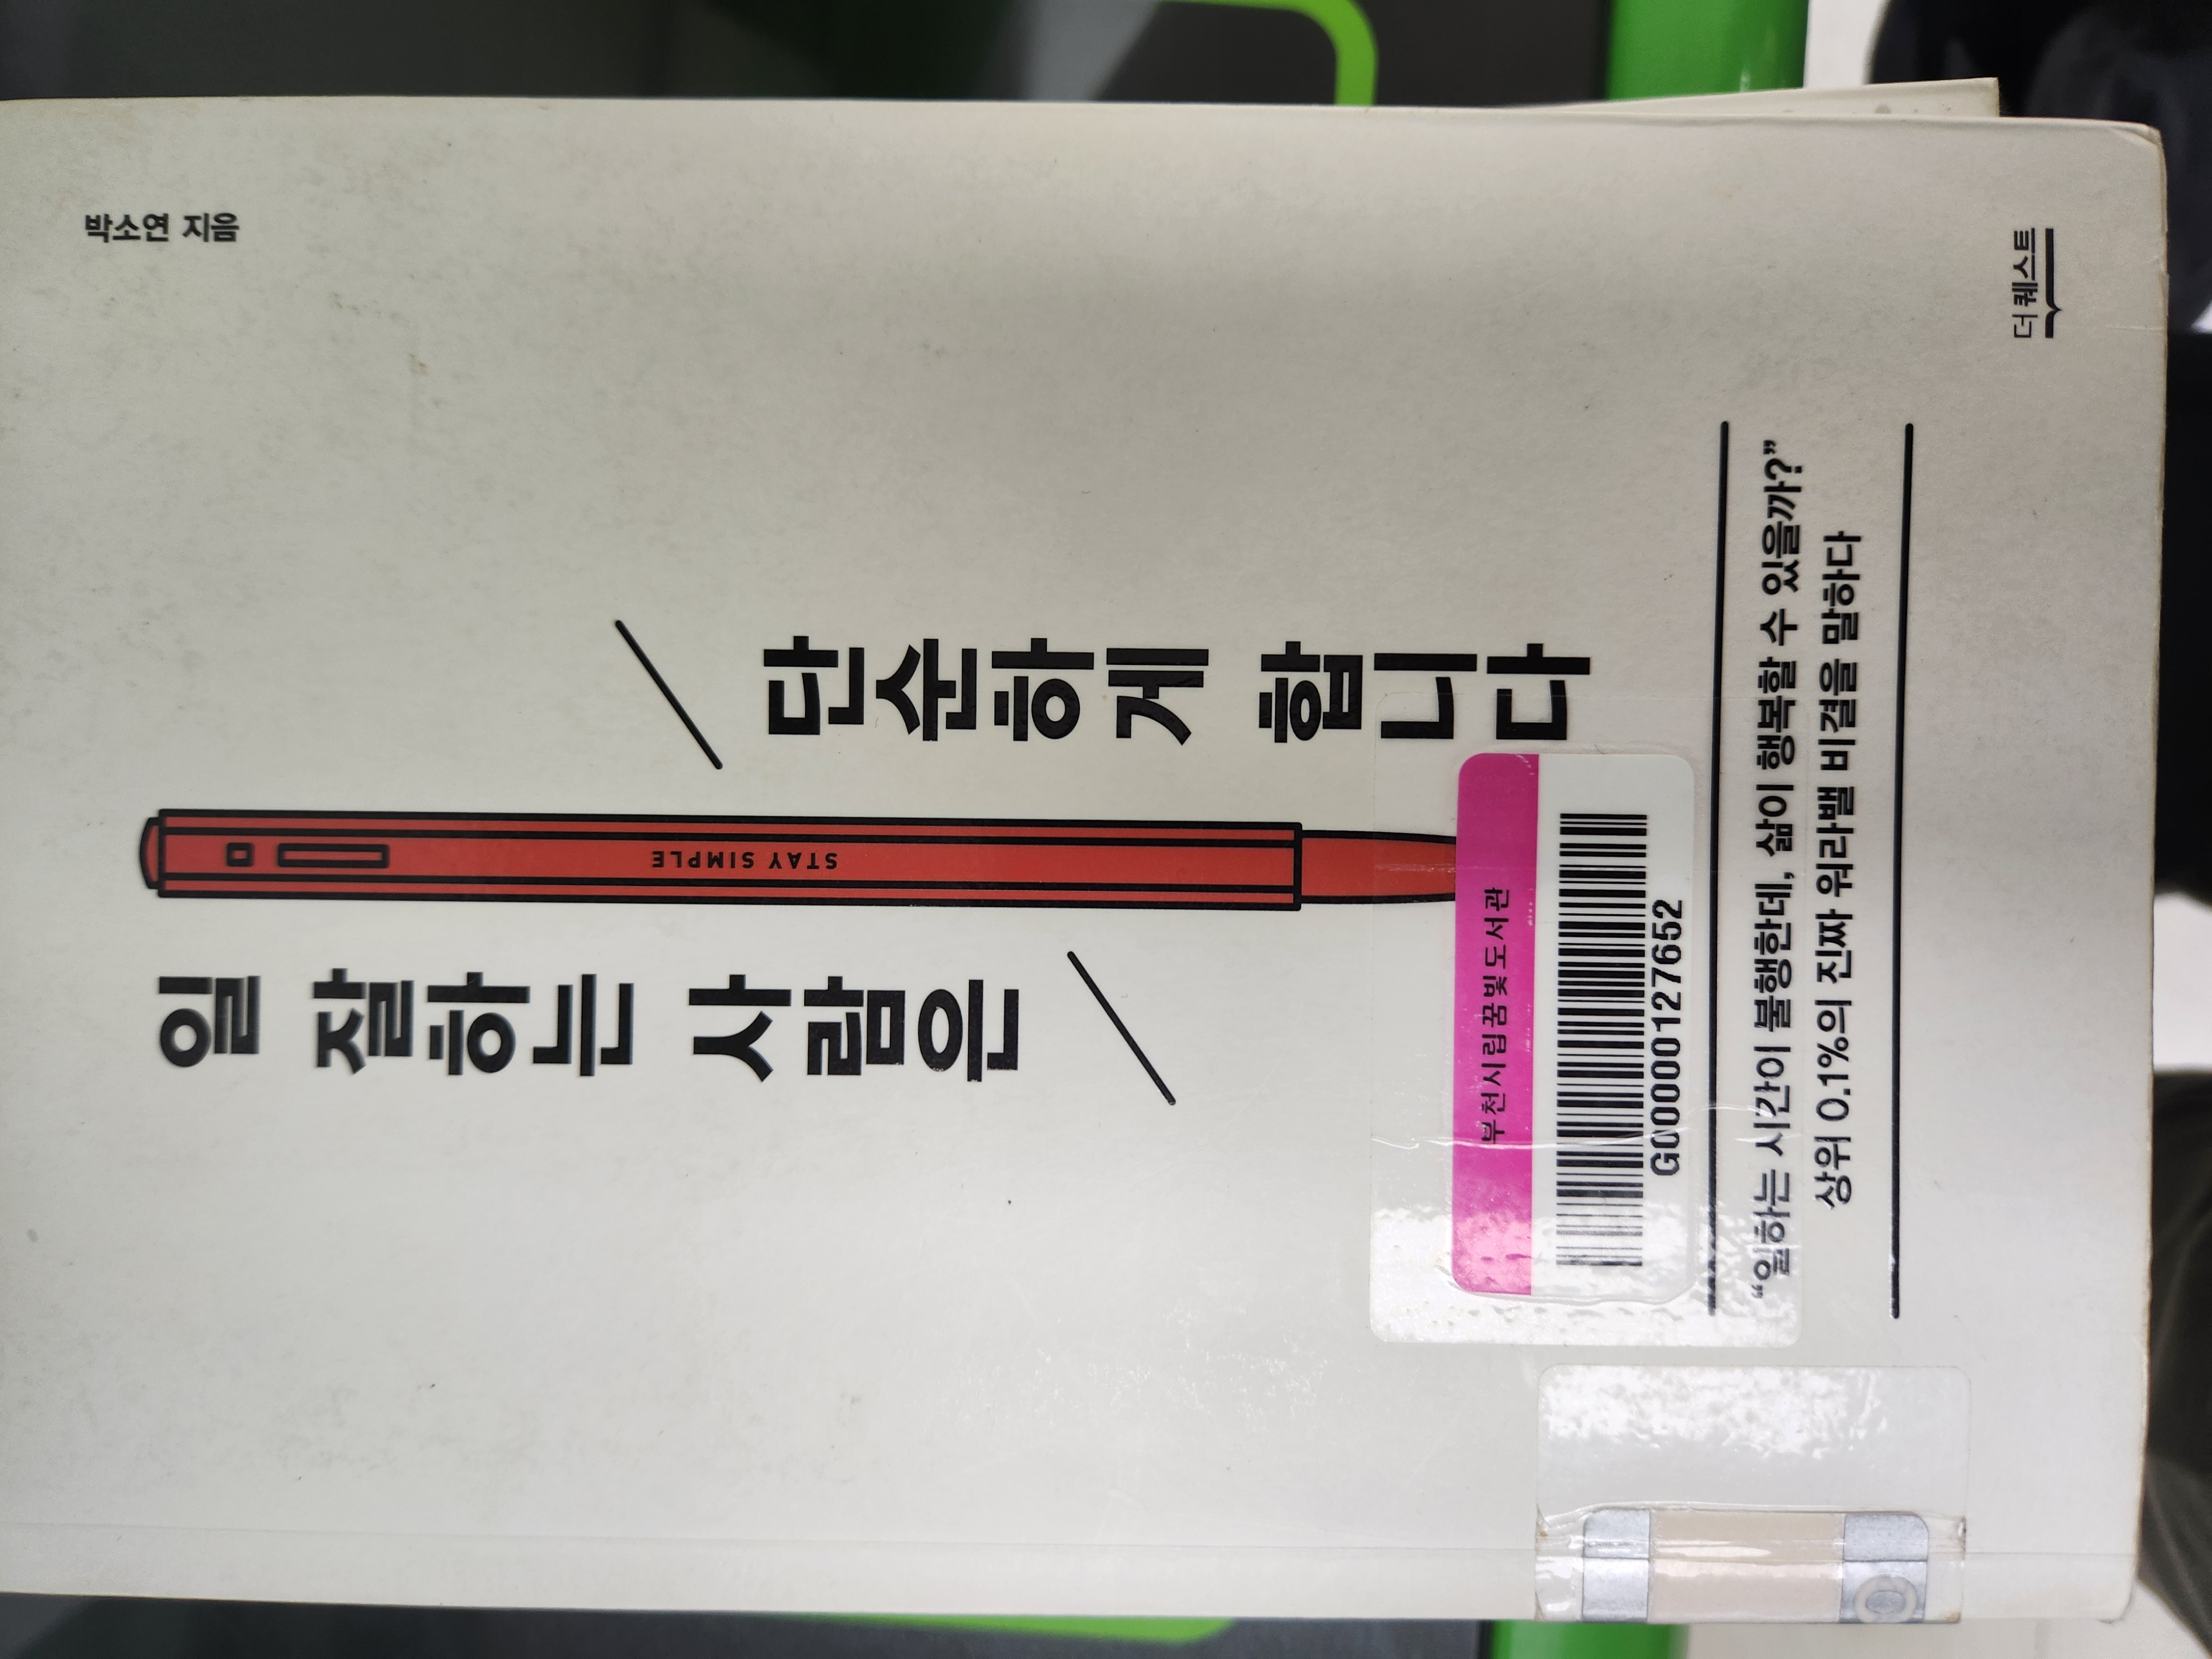 박소연 지음
일 잘하는 사람은
STAY SIMPLE
단순하게 합니다
부천시립꿈빛도서관
G0000127652
“일하는 시간이 불행한데, 삶이 행복할 수 있을까?”
상위 0.1%의 진짜 워라밸 비결을 말하다
더퀘스트